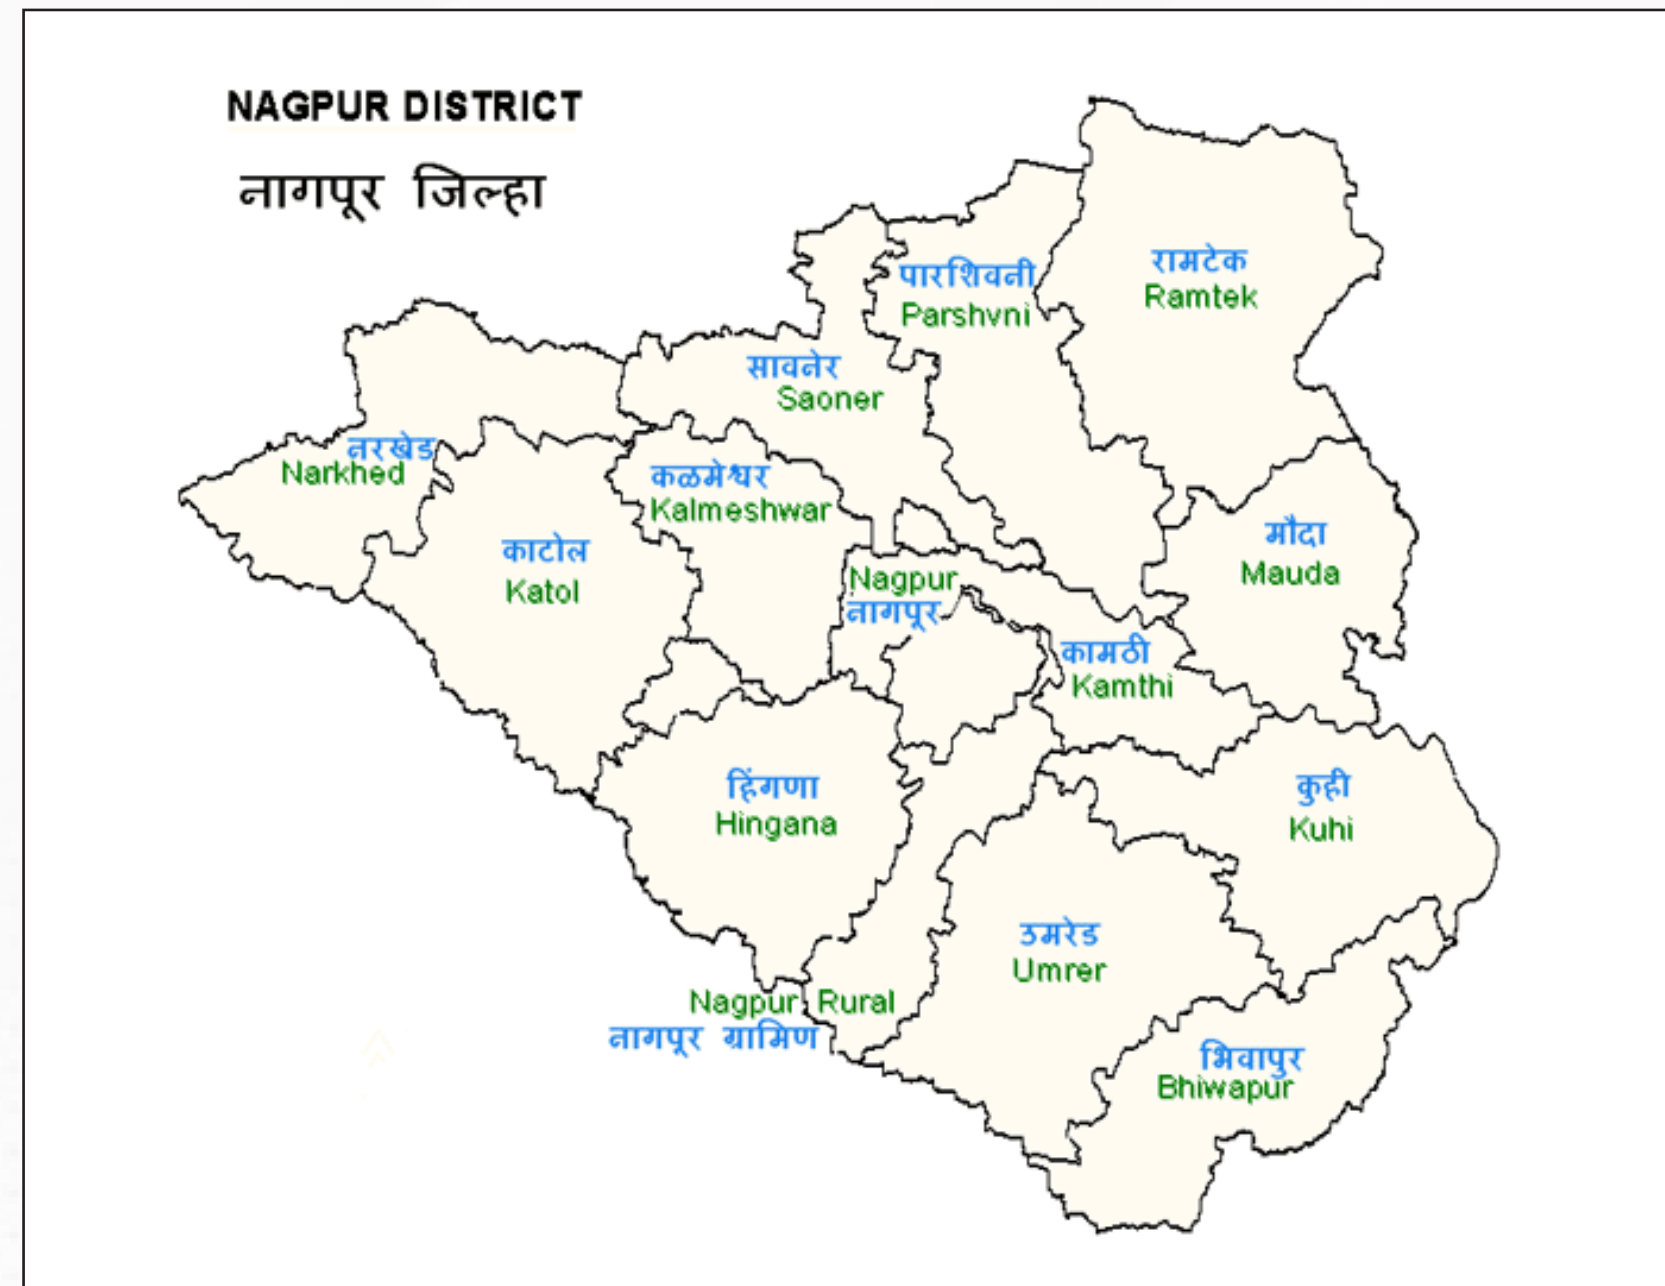 NAGPUR DISTRICT
नागपूर जिल्हा
रामटेक
Ramtek
पारशिवनी
Parshvni
सावनेर
Saoner
नरखेड
Narkhed
कळमेश्वर
Kalmeshwar
काटोल
Katol
मौदा
Mauda
Nagpur
नागपूर
कामठी
Kamthi
हिंगणा
Hingana
कुही
Kuhi
उमरेड
Umrer
Nagpur Rural
नागपूर ग्रामिण
भिवापुर
Bhiwapur